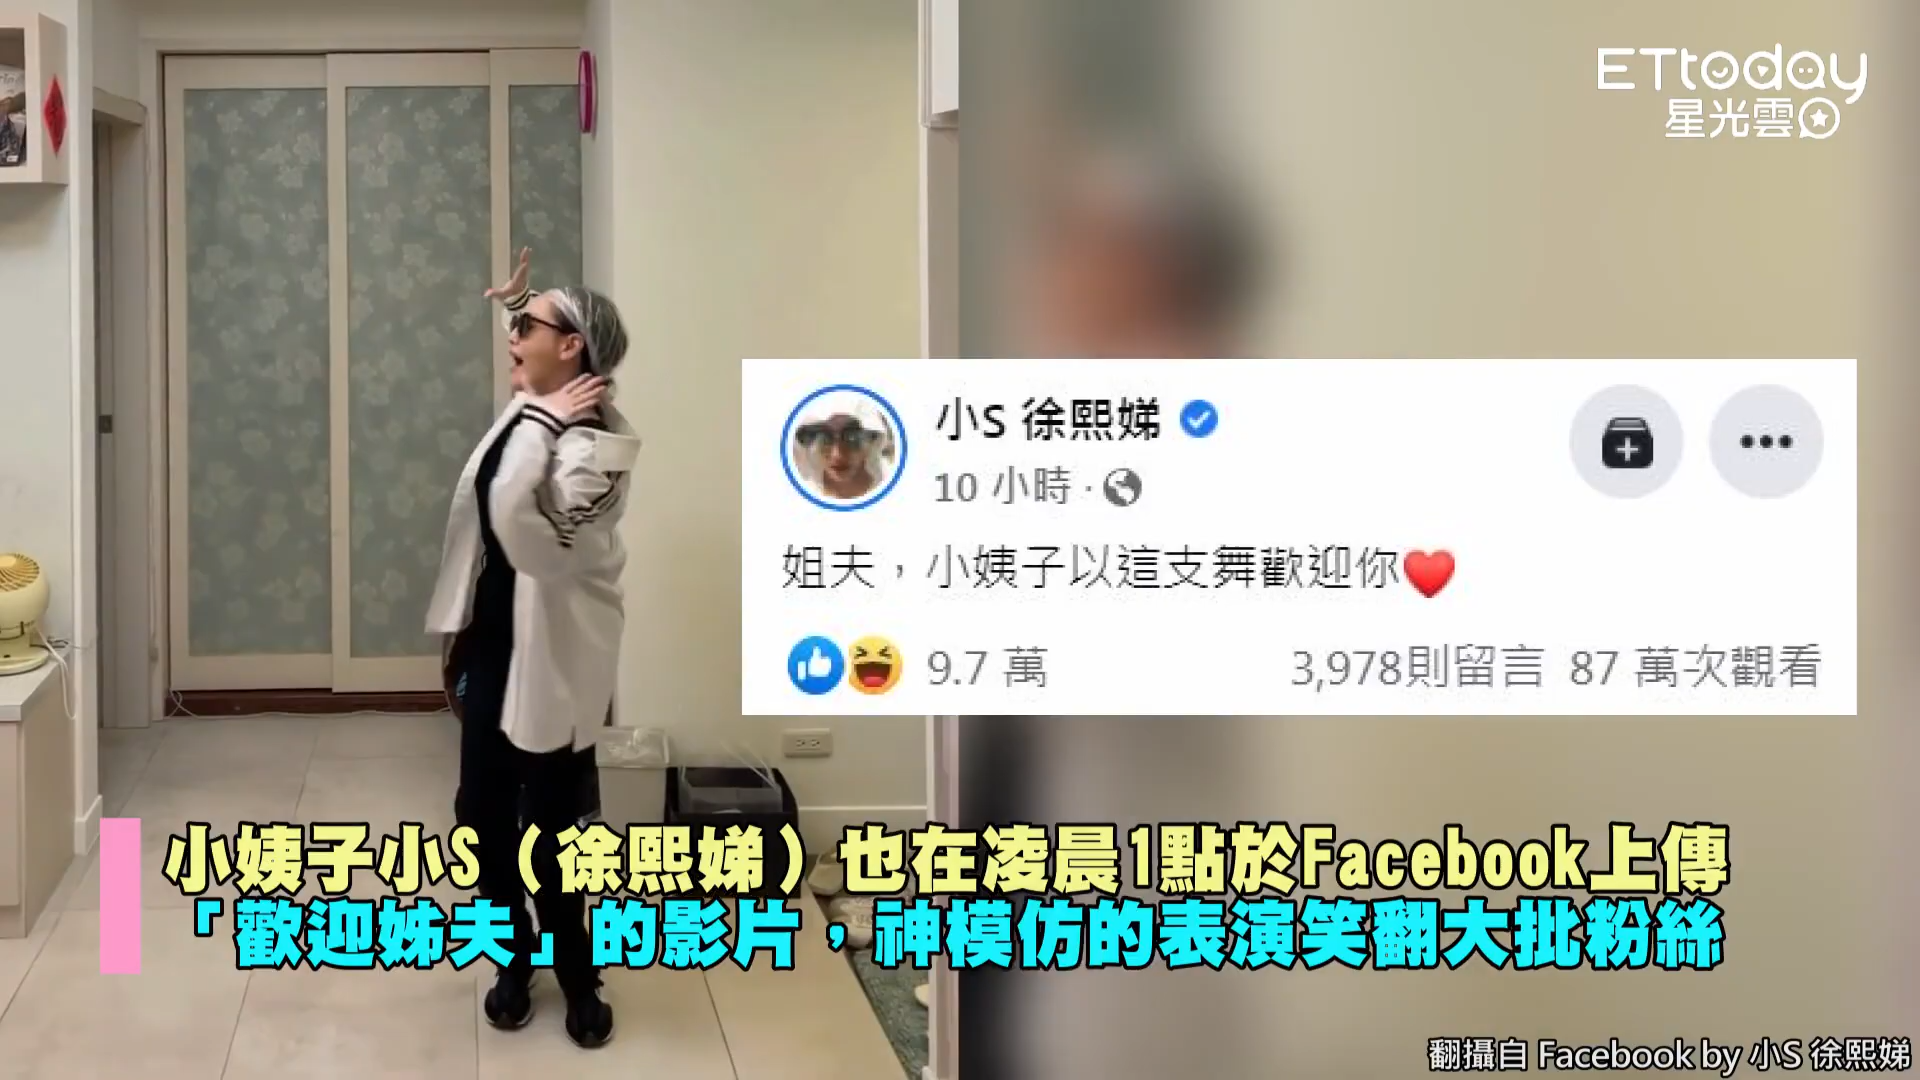 ETtoday
星光雲
小S 徐熙娣
10 小時
姐夫，小姨子以這支舞歡迎你❤️
9.7 萬
3,978則留言 87 萬次觀看
小姨子小S（徐熙娣）也在凌晨1點於Facebook上傳
「歡迎姊夫」的影片，神模仿的表演笑翻大批粉絲
翻攝自 Facebook by 小S 徐熙娣